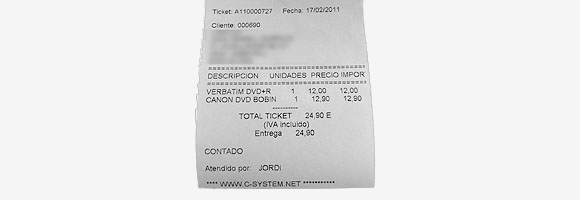 Ticket: A110000727 Fecha: 17/02/2011
Cliente: 000690
===================================
DESCRIPCION UNIDADES PRECIO IMPOR
===================================
VERBATIM DVD+R 1 12,00 12,00
CANON DVD BOBIN 1 12,90 12,90
----------
TOTAL TICKET 24,90 E
(IVA incluido)
Entrega 24,90
CONTADO
Atendido por: JORDI
**** WWW.C-SYSTEM.NET ***********